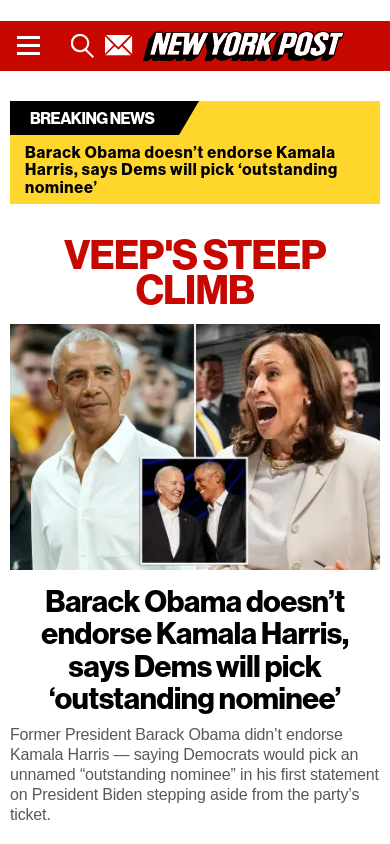 NEW YORK POST
BREAKING NEWS
Barack Obama doesn’t endorse Kamala
Harris, says Dems will pick ‘outstanding
nominee’
VEEP'S STEEP
CLIMB
Barack Obama doesn’t
endorse Kamala Harris,
says Dems will pick
‘outstanding nominee’
Former President Barack Obama didn’t endorse
Kamala Harris — saying Democrats would pick an
unnamed “outstanding nominee” in his first statement
on President Biden stepping aside from the party’s
ticket.